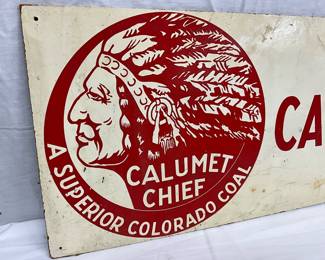 CALUMET
CHIEF
A SUPERIOR COLORADO COAL
CA